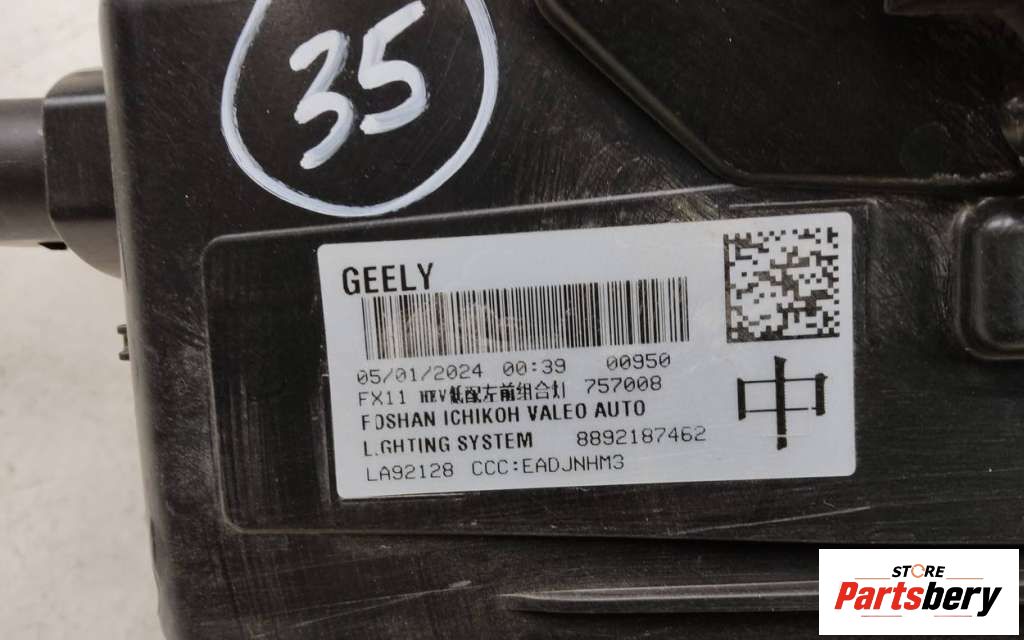 35
GEELY
05/01/2024 00:39 00950
FX11 HEV低配左前组合灯 757008
FOSHAN ICHIKOH VALEO AUTO
LIGHTING SYSTEM 8892187462
LA92128 CCC:EADJNHM3
中
STORE
Partsbery